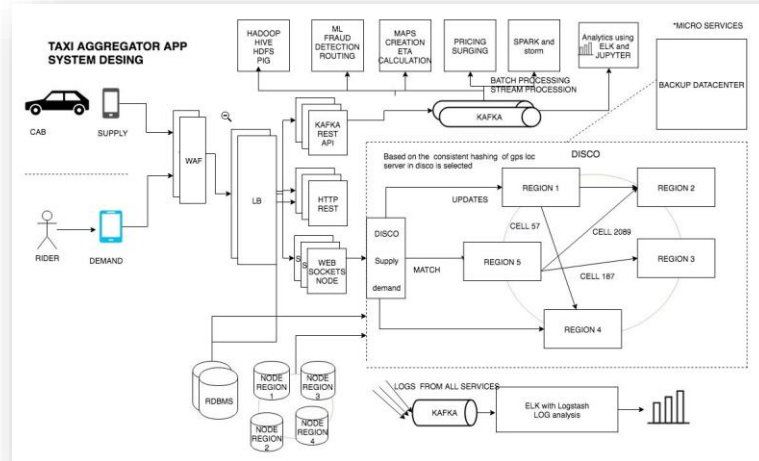 TAXI AGGREGATOR APP
SYSTEM DESING
CAB
SUPPLY
RIDER
DEMAND
WAF
LB
HADOOP
HIVE
HDFS
PIG
ML
FRAUD
DETECTION
ROUTING
MAPS
CREATION
ETA
CALCULATION
PRICING
SURGING
SPARK and
storm
Analytics using
ELK and
JUPYTER
*MICRO SERVICES
BACKUP DATACENTER
BATCH PROCESSING
STREAM PROCESSION
KAFKA
KAFKA
REST
API
HTTP
REST
S
S
WEB
SOCKETS
NODE
Based on the consistent hashing of gps loc
server in disco is selected
DISCO
DISCO
Supply
demand
UPDATES
MATCH
REGION 1
REGION 2
REGION 5
REGION 3
REGION 4
CELL 57
CELL 2089
CELL 187
RDBMS
NODE
REGION
1
NODE
REGION
3
NODE
REGION
2
NODE
REGION
4
LOGS FROM ALL SERVICES
KAFKA
ELK with Logstash
LOG analysis